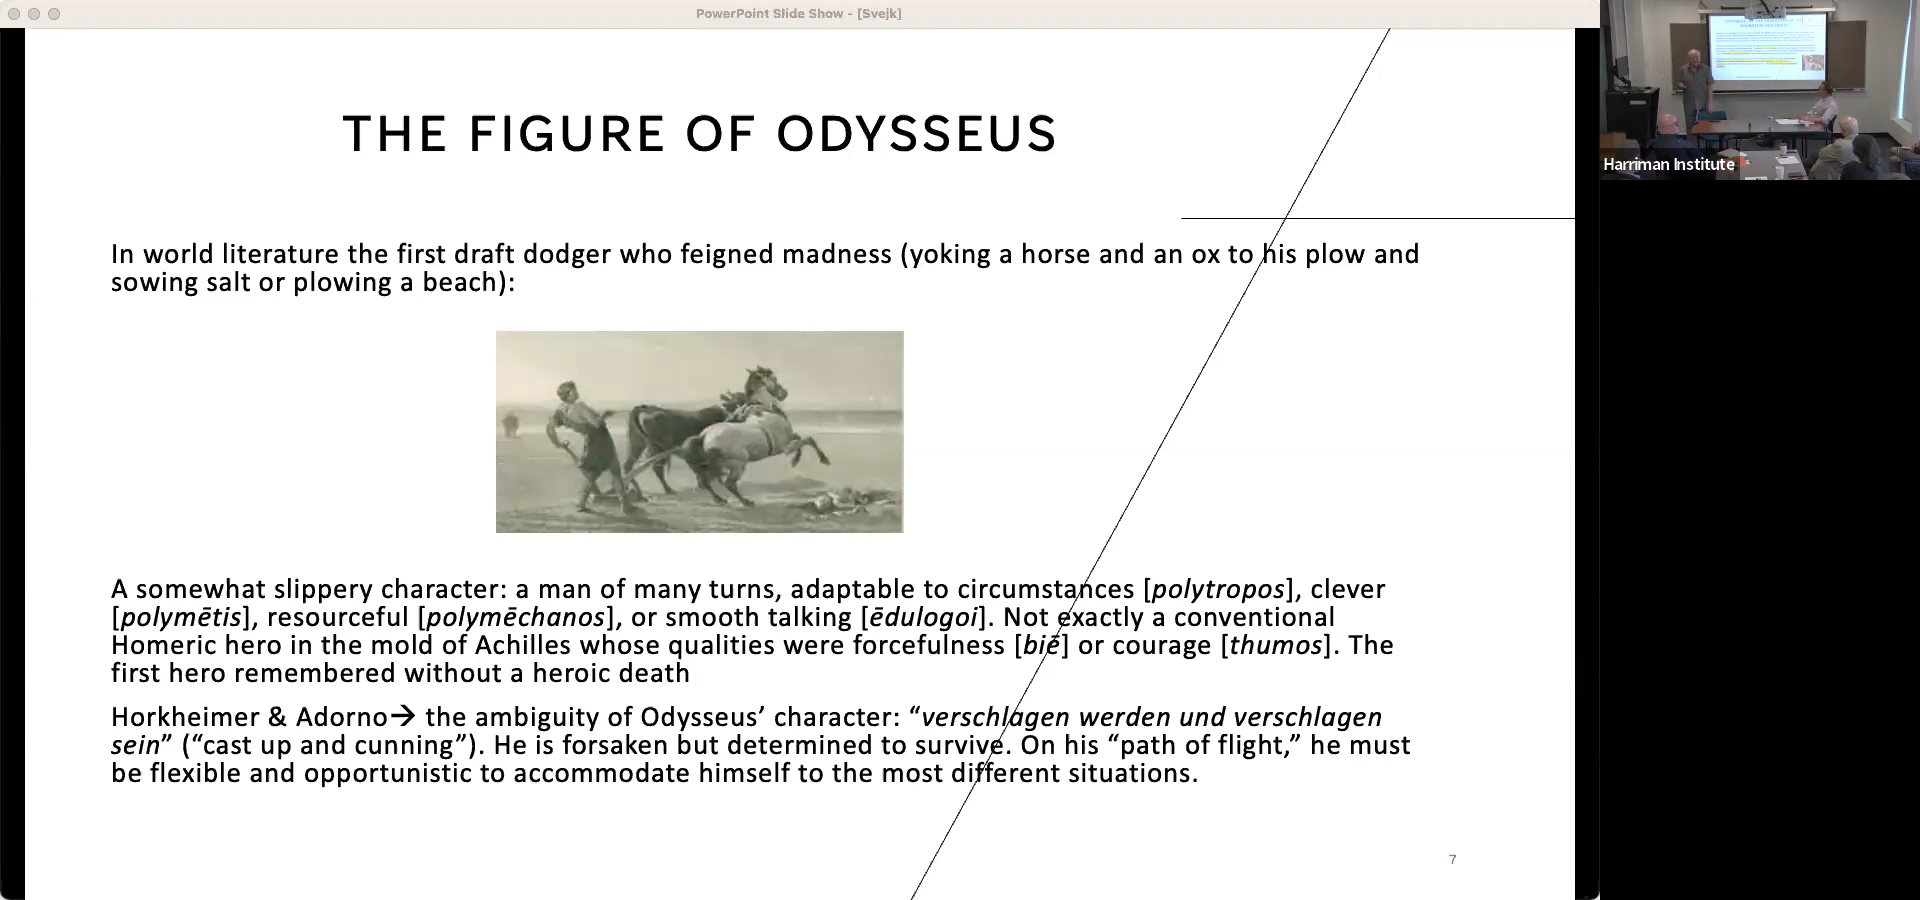 PowerPoint Slide Show - [Svejk]
THE FIGURE OF ODYSSEUS
In world literature the first draft dodger who feigned madness (yoking a horse and an ox to his plow and
sowing salt or plowing a beach):
A somewhat slippery character: a man of many turns, adaptable to circumstances [polytropos], clever
[polymētis], resourceful [polymēchanos], or smooth talking [ēdulogoi]. Not exactly a conventional
Homeric hero in the mold of Achilles whose qualities were forcefulness [biē] or courage [thumos]. The
first hero remembered without a heroic death
Horkheimer & Adorno→ the ambiguity of Odysseus’ character: “verschlagen werden und verschlagen
sein” (“cast up and cunning”). He is forsaken but determined to survive. On his “path of flight,” he must
be flexible and opportunistic to accommodate himself to the most different situations.
7
Harriman Institute